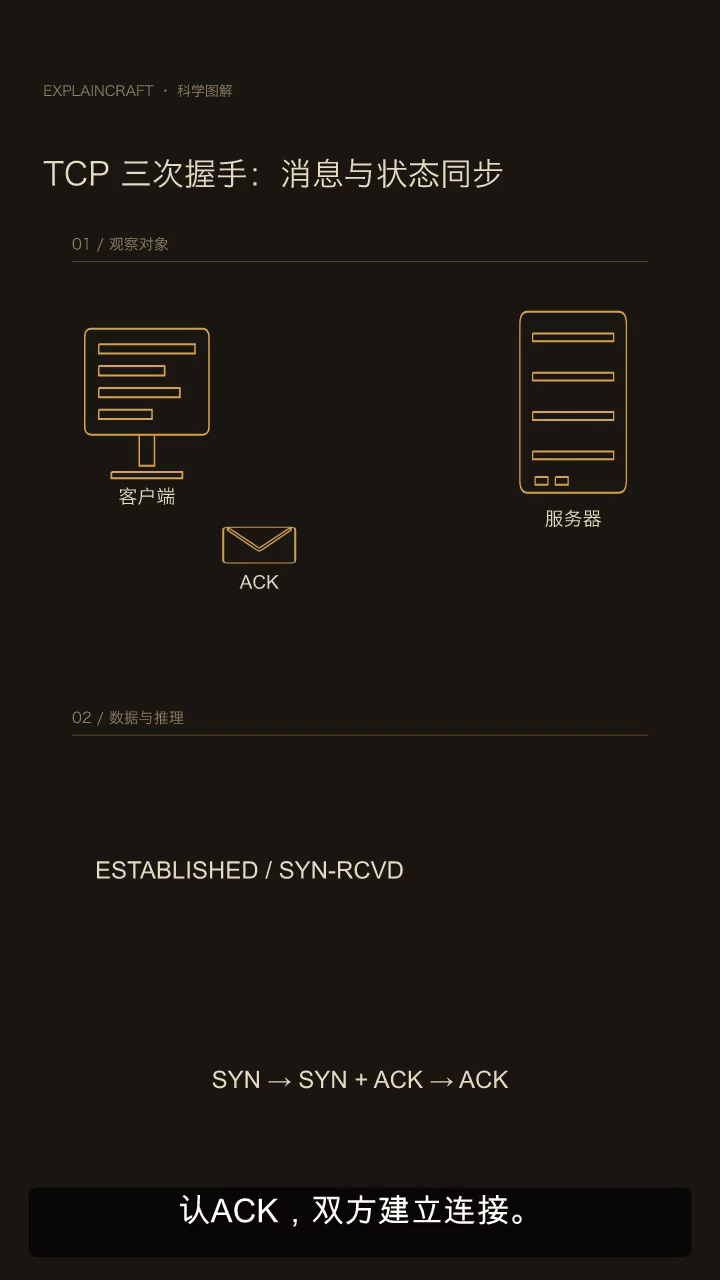 EXPLAINCRAFT · 科学图解
TCP 三次握手：消息与状态同步
01 / 观察对象
客户端
服务器
ACK
02 / 数据与推理
ESTABLISHED / SYN-RCVD
SYN → SYN + ACK → ACK
认ACK，双方建立连接。